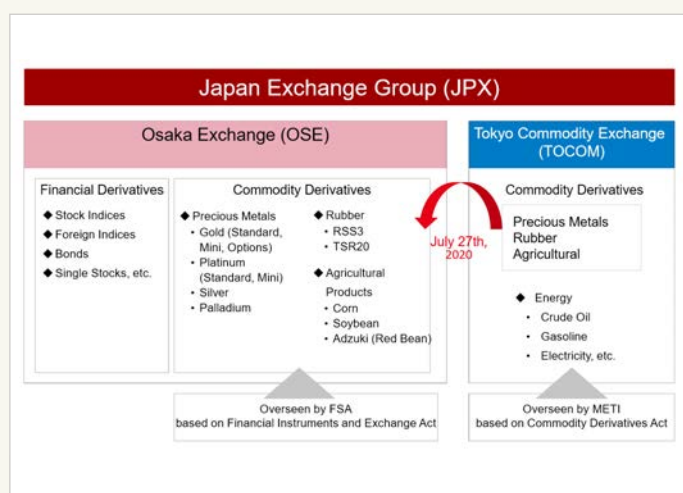 Japan Exchange Group (JPX)
Osaka Exchange (OSE)
Financial Derivatives
◆ Stock Indices
◆ Foreign Indices
◆ Bonds
◆ Single Stocks, etc.
Commodity Derivatives
◆ Precious Metals
• Gold (Standard,
Mini, Options)
• Platinum
(Standard, Mini)
• Silver
• Palladium
◆ Rubber
• RSS3
• TSR20
◆ Agricultural
Products
• Corn
• Soybean
• Adzuki (Red Bean)
Overseen by FSA
based on Financial Instruments and Exchange Act
July 27th,
2020
Tokyo Commodity Exchange
(TOCOM)
Commodity Derivatives
Precious Metals
Rubber
Agricultural
◆ Energy
• Crude Oil
• Gasoline
• Electricity, etc.
Overseen by METI
based on Commodity Derivatives Act